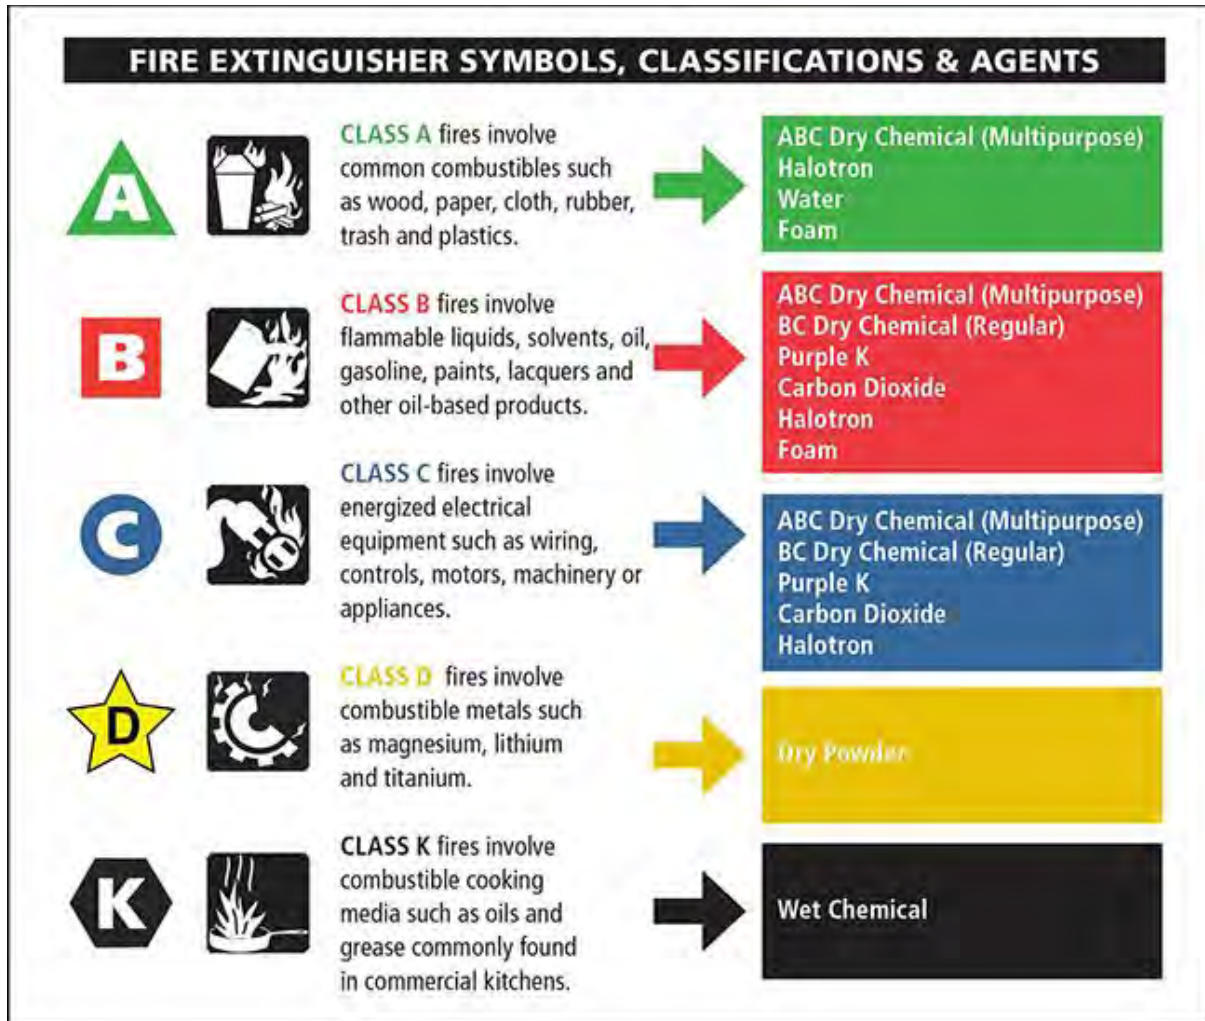 FIRE EXTINGUISHER SYMBOLS, CLASSIFICATIONS & AGENTS
A
CLASS A fires involve
common combustibles such
as wood, paper, cloth, rubber,
trash and plastics.
ABC Dry Chemical (Multipurpose)
Halotron
Water
Foam
B
CLASS B fires involve
flammable liquids, solvents, oil,
gasoline, paints, lacquers and
other oil-based products.
ABC Dry Chemical (Multipurpose)
BC Dry Chemical (Regular)
Purple K
Carbon Dioxide
Halotron
Foam
C
CLASS C fires involve
energized electrical
equipment such as wiring,
controls, motors, machinery or
appliances.
ABC Dry Chemical (Multipurpose)
BC Dry Chemical (Regular)
Purple K
Carbon Dioxide
Halotron
D
CLASS D fires involve
combustible metals such
as magnesium, lithium
and titanium.
Dry Powder
K
CLASS K fires involve
combustible cooking
media such as oils and
grease commonly found
in commercial kitchens.
Wet Chemical